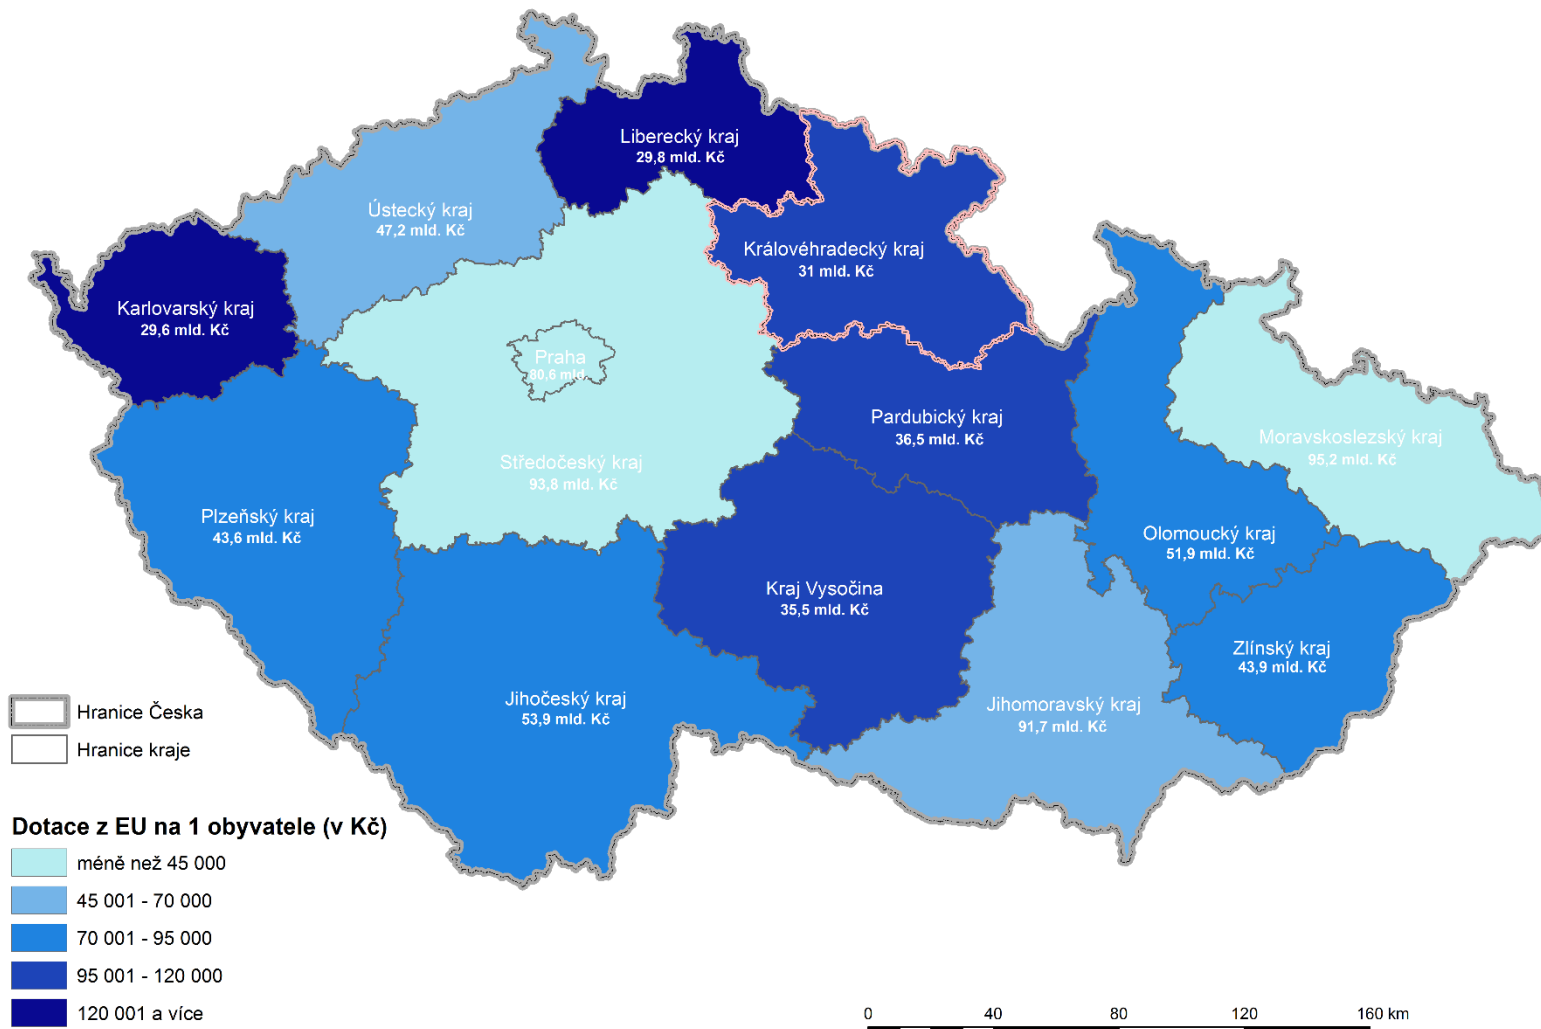 Liberecký kraj
29,8 mld. Kč
Ústecký kraj
47,2 mld. Kč
Královéhradecký kraj
31 mld. Kč
Karlovarský kraj
29,6 mld. Kč
Praha
80,6 mld.
Pardubický kraj
36,5 mld. Kč
Moravskoslezský kraj
95,2 mld. Kč
Středočeský kraj
93,8 mld. Kč
Plzeňský kraj
43,6 mld. Kč
Olomoucký kraj
51,9 mld. Kč
Kraj Vysočina
35,5 mld. Kč
Zlínský kraj
43,9 mld. Kč
Jihočeský kraj
53,9 mld. Kč
Jihomoravský kraj
91,7 mld. Kč
Hranice Česka
Hranice kraje
Dotace z EU na 1 obyvatele (v Kč)
méně než 45 000
45 001 - 70 000
70 001 - 95 000
95 001 - 120 000
120 001 a více
0 40 80 120 160 km